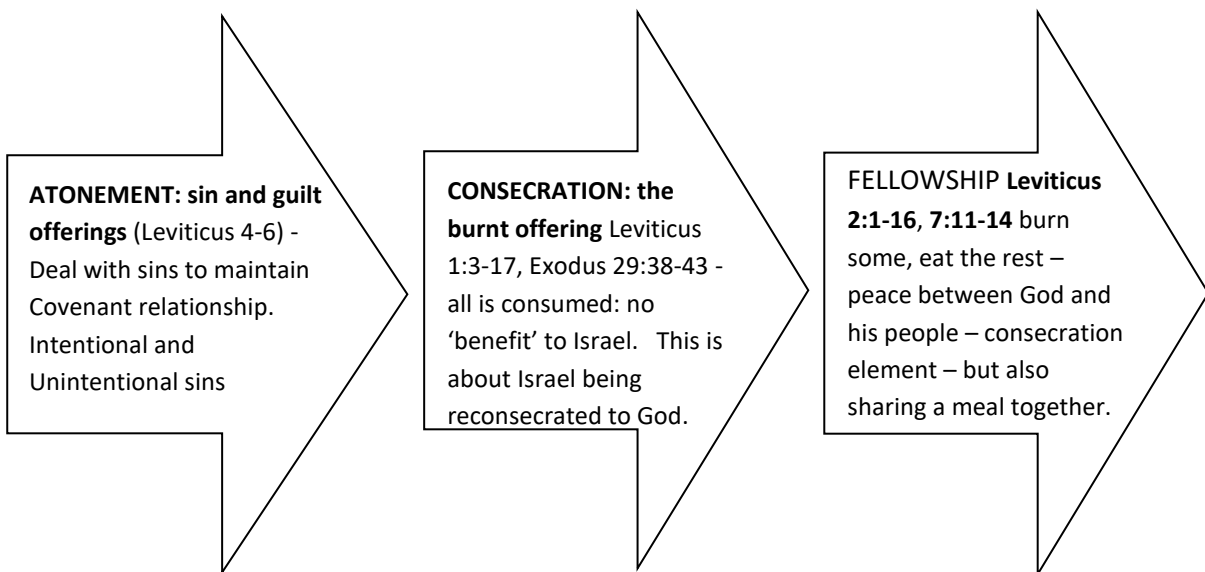 ATONEMENT: sin and guilt
offerings (Leviticus 4-6) -
Deal with sins to maintain
Covenant relationship.
Intentional and
Unintentional sins
CONSECRATION: the
burnt offering Leviticus
1:3-17, Exodus 29:38-43 -
all is consumed: no
‘benefit’ to Israel.   This is
about Israel being
reconsecrated to God.
FELLOWSHIP Leviticus
2:1-16, 7:11-14 burn
some, eat the rest –
peace between God and
his people – consecration
element – but also
sharing a meal together.